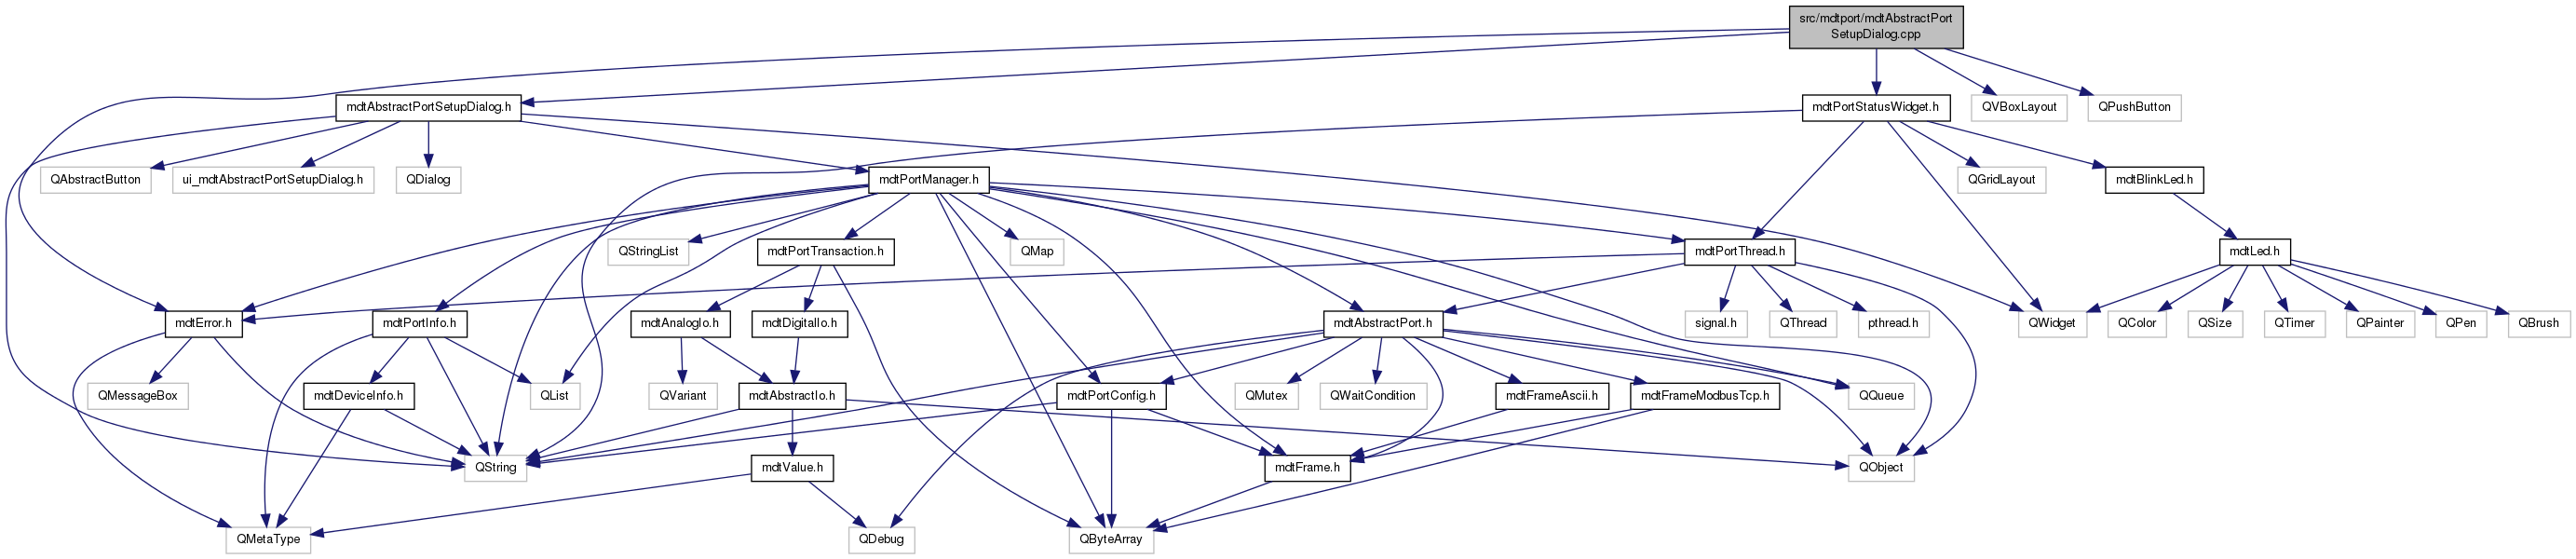 src/mdtport/mdtAbstractPort
SetupDialog.cpp
mdtAbstractPortSetupDialog.h
mdtPortStatusWidget.h
QVBoxLayout
QPushButton
QAbstractButton
ui_mdtAbstractPortSetupDialog.h
QDialog
mdtPortManager.h
QGridLayout
mdtBlinkLed.h
QStringList
mdtPortTransaction.h
QMap
mdtPortThread.h
mdtLed.h
mdtError.h
mdtPortInfo.h
mdtAnalogIo.h
mdtDigitalIo.h
mdtAbstractPort.h
signal.h
QThread
pthread.h
QWidget
QColor
QSize
QTimer
QPainter
QPen
QBrush
QMessageBox
mdtDeviceInfo.h
QList
QVariant
mdtAbstractIo.h
mdtPortConfig.h
QMutex
QWaitCondition
mdtFrameAscii.h
mdtFrameModbusTcp.h
QQueue
QString
mdtValue.h
mdtFrame.h
QObject
QMetaType
QDebug
QByteArray